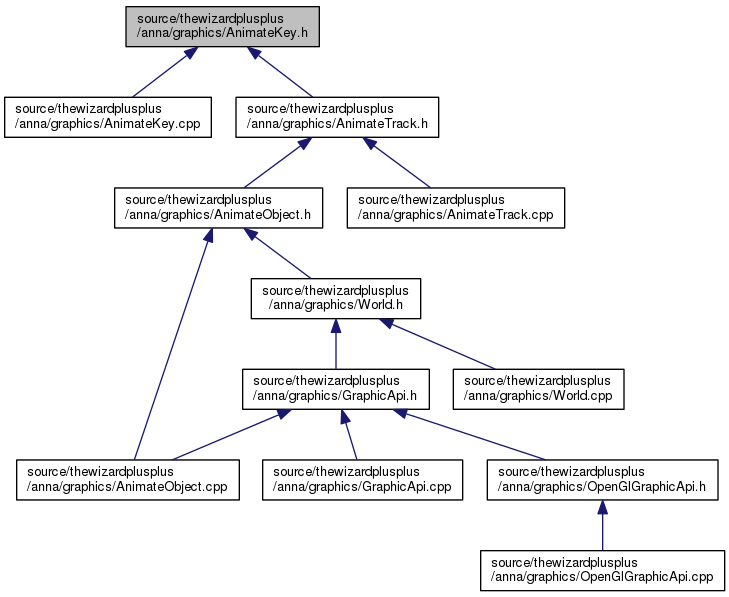 source/thewizardplusplus
/anna/graphics/AnimateKey.h
source/thewizardplusplus
/anna/graphics/AnimateKey.cpp
source/thewizardplusplus
/anna/graphics/AnimateTrack.h
source/thewizardplusplus
/anna/graphics/AnimateObject.h
source/thewizardplusplus
/anna/graphics/AnimateTrack.cpp
source/thewizardplusplus
/anna/graphics/World.h
source/thewizardplusplus
/anna/graphics/GraphicApi.h
source/thewizardplusplus
/anna/graphics/World.cpp
source/thewizardplusplus
/anna/graphics/AnimateObject.cpp
source/thewizardplusplus
/anna/graphics/GraphicApi.cpp
source/thewizardplusplus
/anna/graphics/OpenGlGraphicApi.h
source/thewizardplusplus
/anna/graphics/OpenGlGraphicApi.cpp